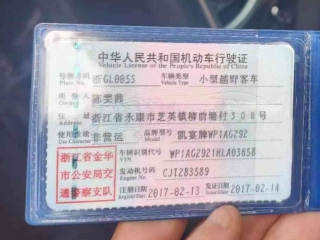 中华人民共和国机动车行驶证
Vehicle License of the People's Republic of China
号牌号码 浙GL005S 车辆类型 小型越野客车
Plate No. Vehicle Type
所有人 陈雯茜
Owner
住址 浙江省永康市芝英镇柳前塘村308号
Address
使用性质 非营运 品牌型号 凯宴牌WP1AG292
Use Character Model
浙江省金华
市公安局交
通警察支队
车辆识别代号 WP1AG2921HLA03658
VIN
发动机号码 CJT283589
Engine No.
注册日期 2017-02-13 发证日期 2017-02-14
Register Date Issue Date